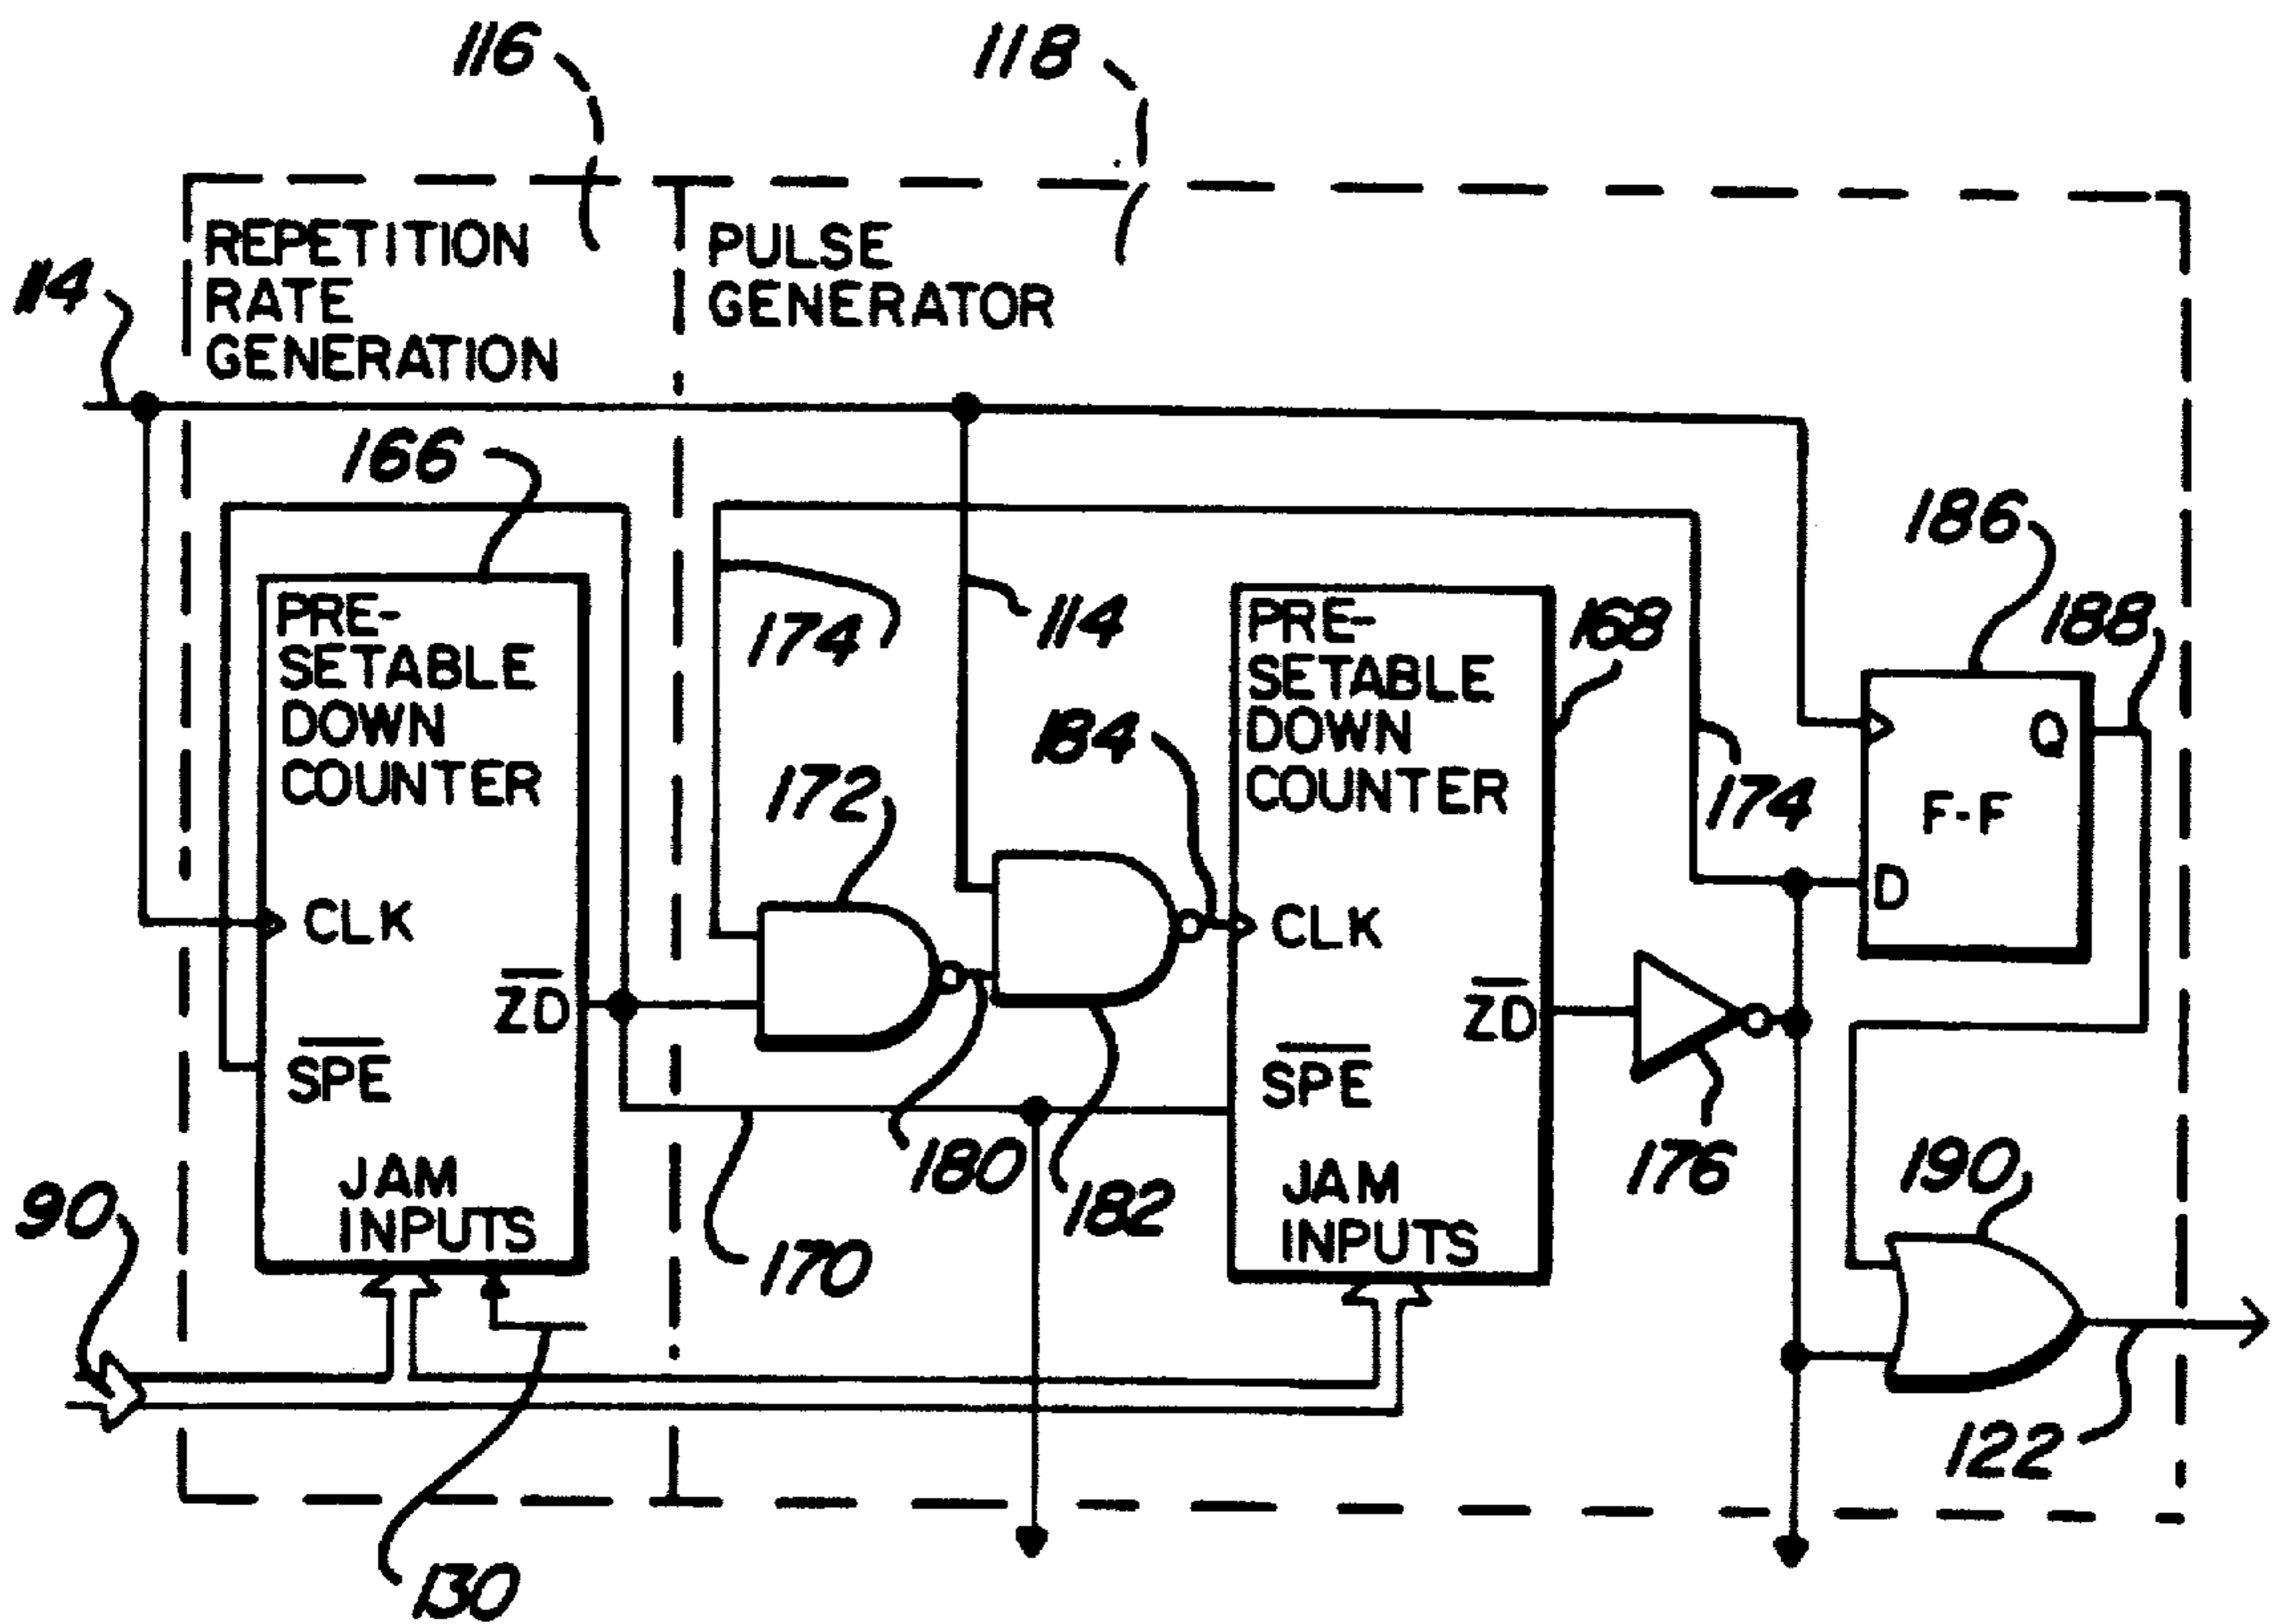 116
118
REPETITION
RATE
GENERATION
PULSE
GENERATOR
114
166
186
188
PRE-
SETABLE
DOWN
COUNTER
174
114
PRE-
SETABLE
DOWN
COUNTER
168
184
172
174
Q
F-F
D
CLK
CLK
ZD
ZD
SPE
SPE
JAM
INPUTS
JAM
INPUTS
180
182
176
190
90
170
122
130